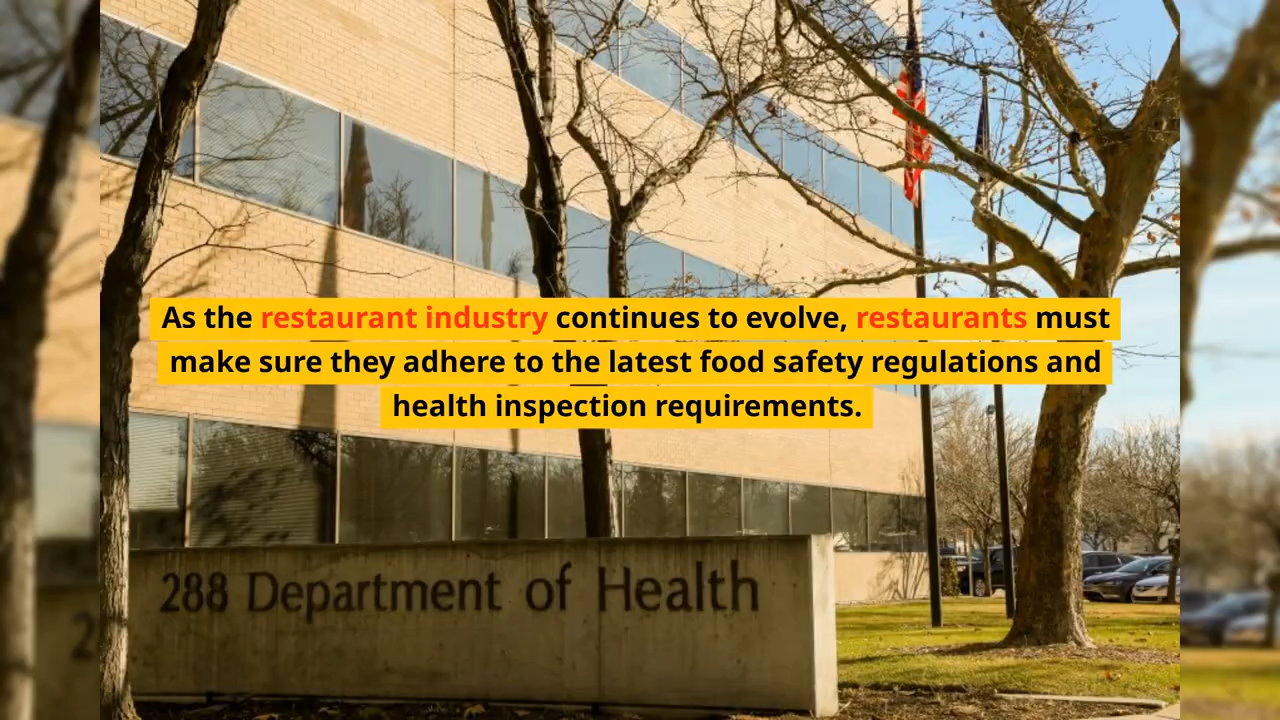 As the restaurant industry continues to evolve, restaurants must
make sure they adhere to the latest food safety regulations and
health inspection requirements.
288 Department of Health